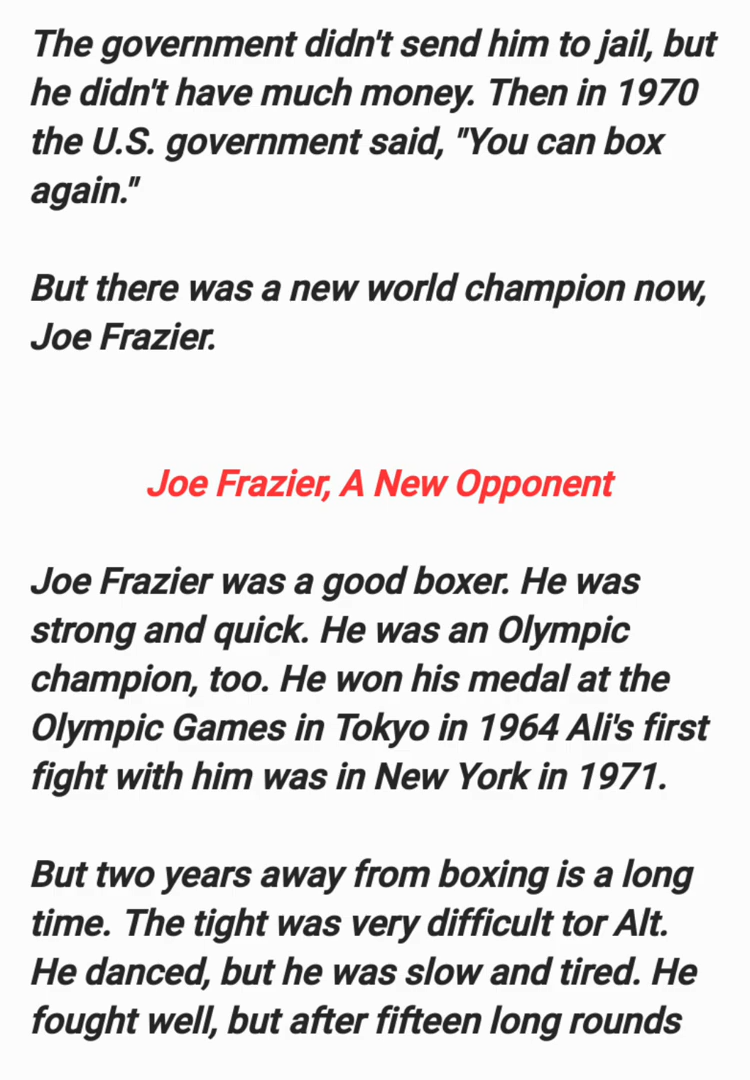 The government didn't send him to jail, but
he didn't have much money. Then in 1970
the U.S. government said, "You can box
again."
But there was a new world champion now,
Joe Frazier.
Joe Frazier, A New Opponent
Joe Frazier was a good boxer. He was
strong and quick. He was an Olympic
champion, too. He won his medal at the
Olympic Games in Tokyo in 1964 Ali's first
fight with him was in New York in 1971.
But two years away from boxing is a long
time. The tight was very difficult tor Alt.
He danced, but he was slow and tired. He
fought well, but after fifteen long rounds